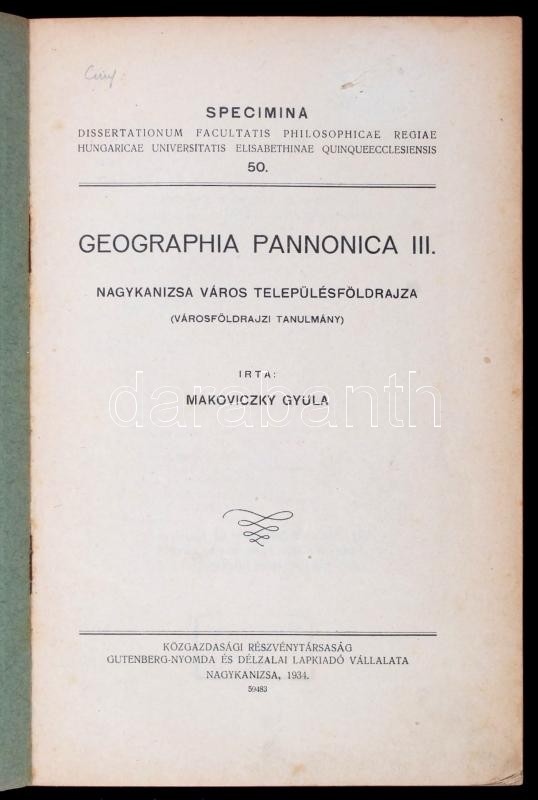 SPECIMINA
DISSERTATIONUM FACULTATIS PHILOSOPHICAE REGIAE
HUNGARICAE UNIVERSITATIS ELISABETHINAE QUINQUEECCLESIENSIS
50.
GEOGRAPHIA PANNONICA III.
NAGYKANIZSA VÁROS TELEPÜLÉSFÖLDRAJZA
(VÁROSFÖLDRAJZI TANULMÁNY)
IRTA:
MAKOVICZKY GYULA
darabanth
KÖZGAZDASÁGI RÉSZVÉNYTÁRSASÁG
GUTENBERG-NYOMDA ÉS DÉLZALAI LAPKIADÓ VÁLLALATA
NAGYKANIZSA, 1934.
59483